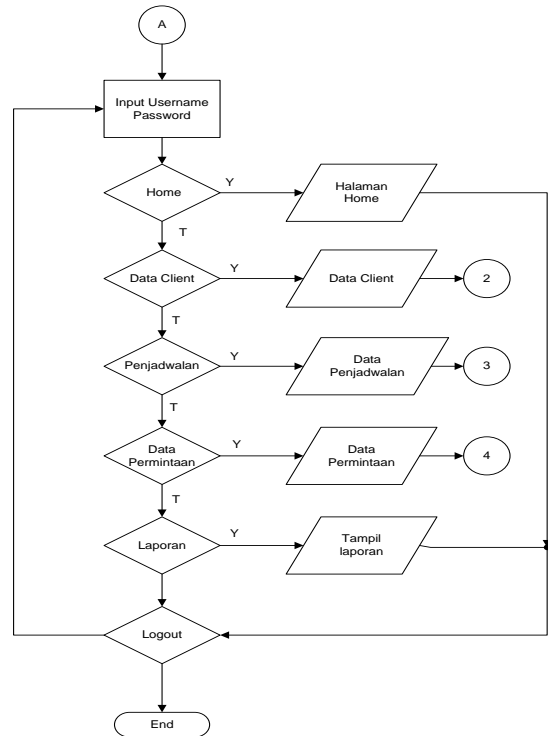 A
Input Username
Password
Home
Y
Halaman
Home
T
Data Client
Y
Data Client
2
T
Penjadwalan
Y
Data
Penjadwalan
3
T
Data
Permintaan
Y
Data
Permintaan
4
T
Laporan
Y
Tampil
laporan
Logout
End